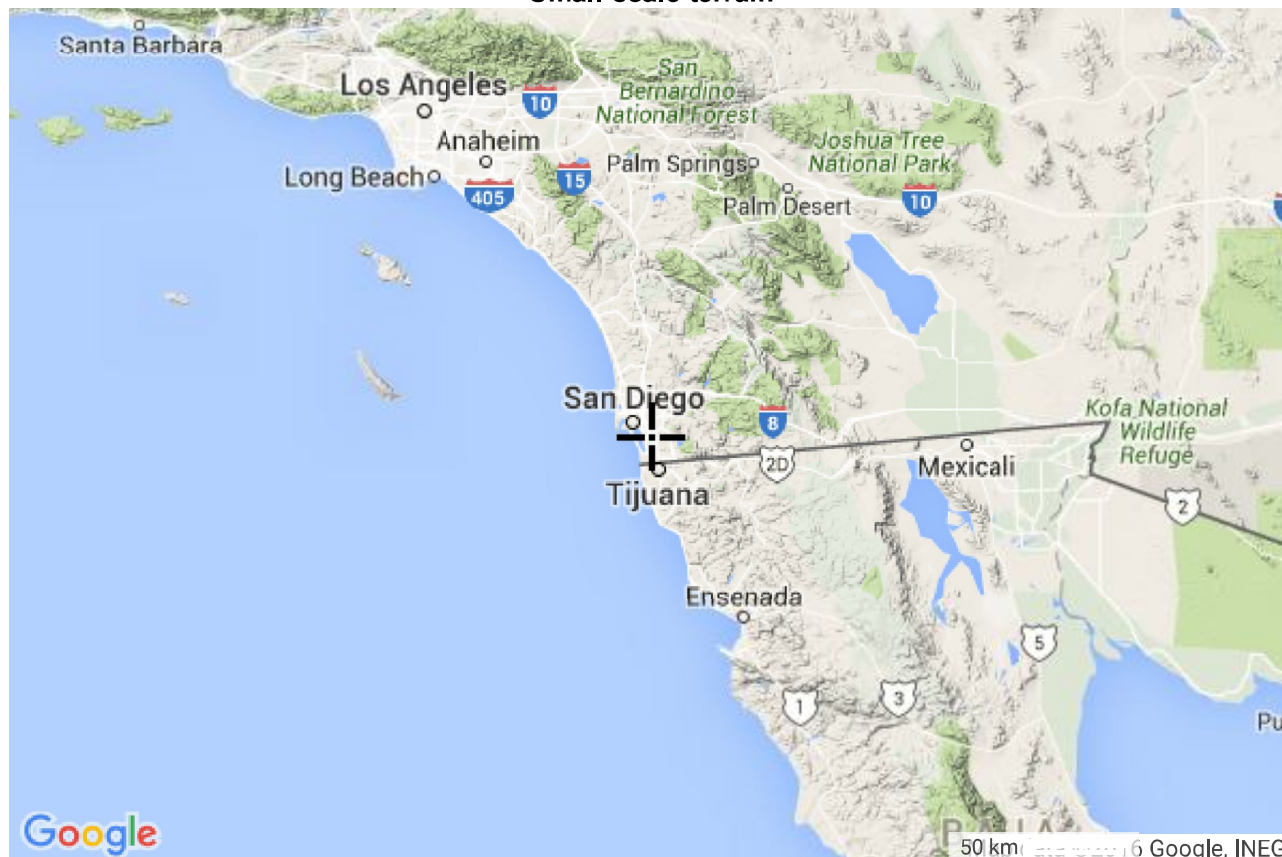 Santa Barbara
Los Angeles
10
San
Bernardino
National Forest
Anaheim
Joshua Tree
National Park
Long Beach
15
Palm Springs
405
Palm Desert
10
San Diego
8
Kofa National
Wildlife
Refuge
2D
Mexicali
Tijuana
2
Ensenada
5
1
3
Pu
Google
50 km
6 Google, INEG